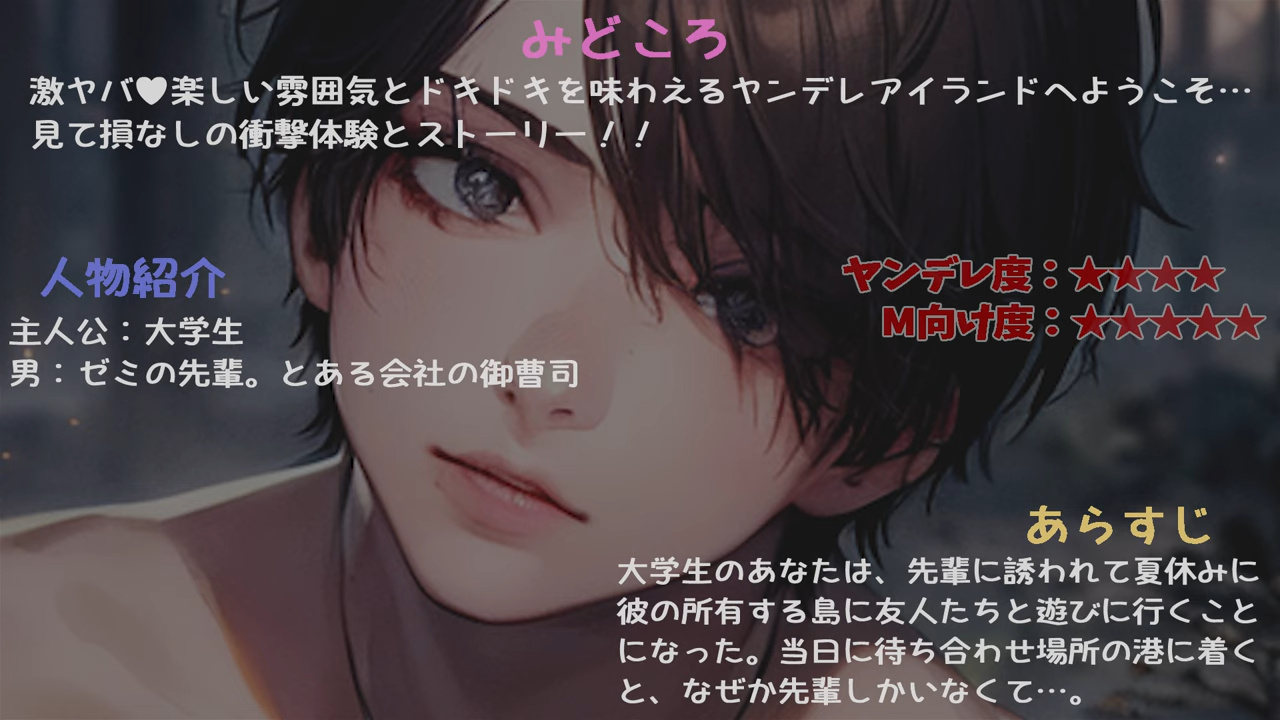 みどころ
激ヤバ♥楽しい雰囲気とドキドキを味わえるヤンデレアイランドへようこそ…
見て損なしの衝撃体験とストーリー！！
人物紹介
主人公：大学生
男：ゼミの先輩。とある会社の御曹司
ヤンデレ度：★★★★
M向け度：★★★★★
あらすじ
大学生のあなたは、先輩に誘われて夏休みに
彼の所有する島に友人たちと遊びに行くこと
になった。当日に待ち合わせ場所の港に着く
と、なぜか先輩しかいなくて…。